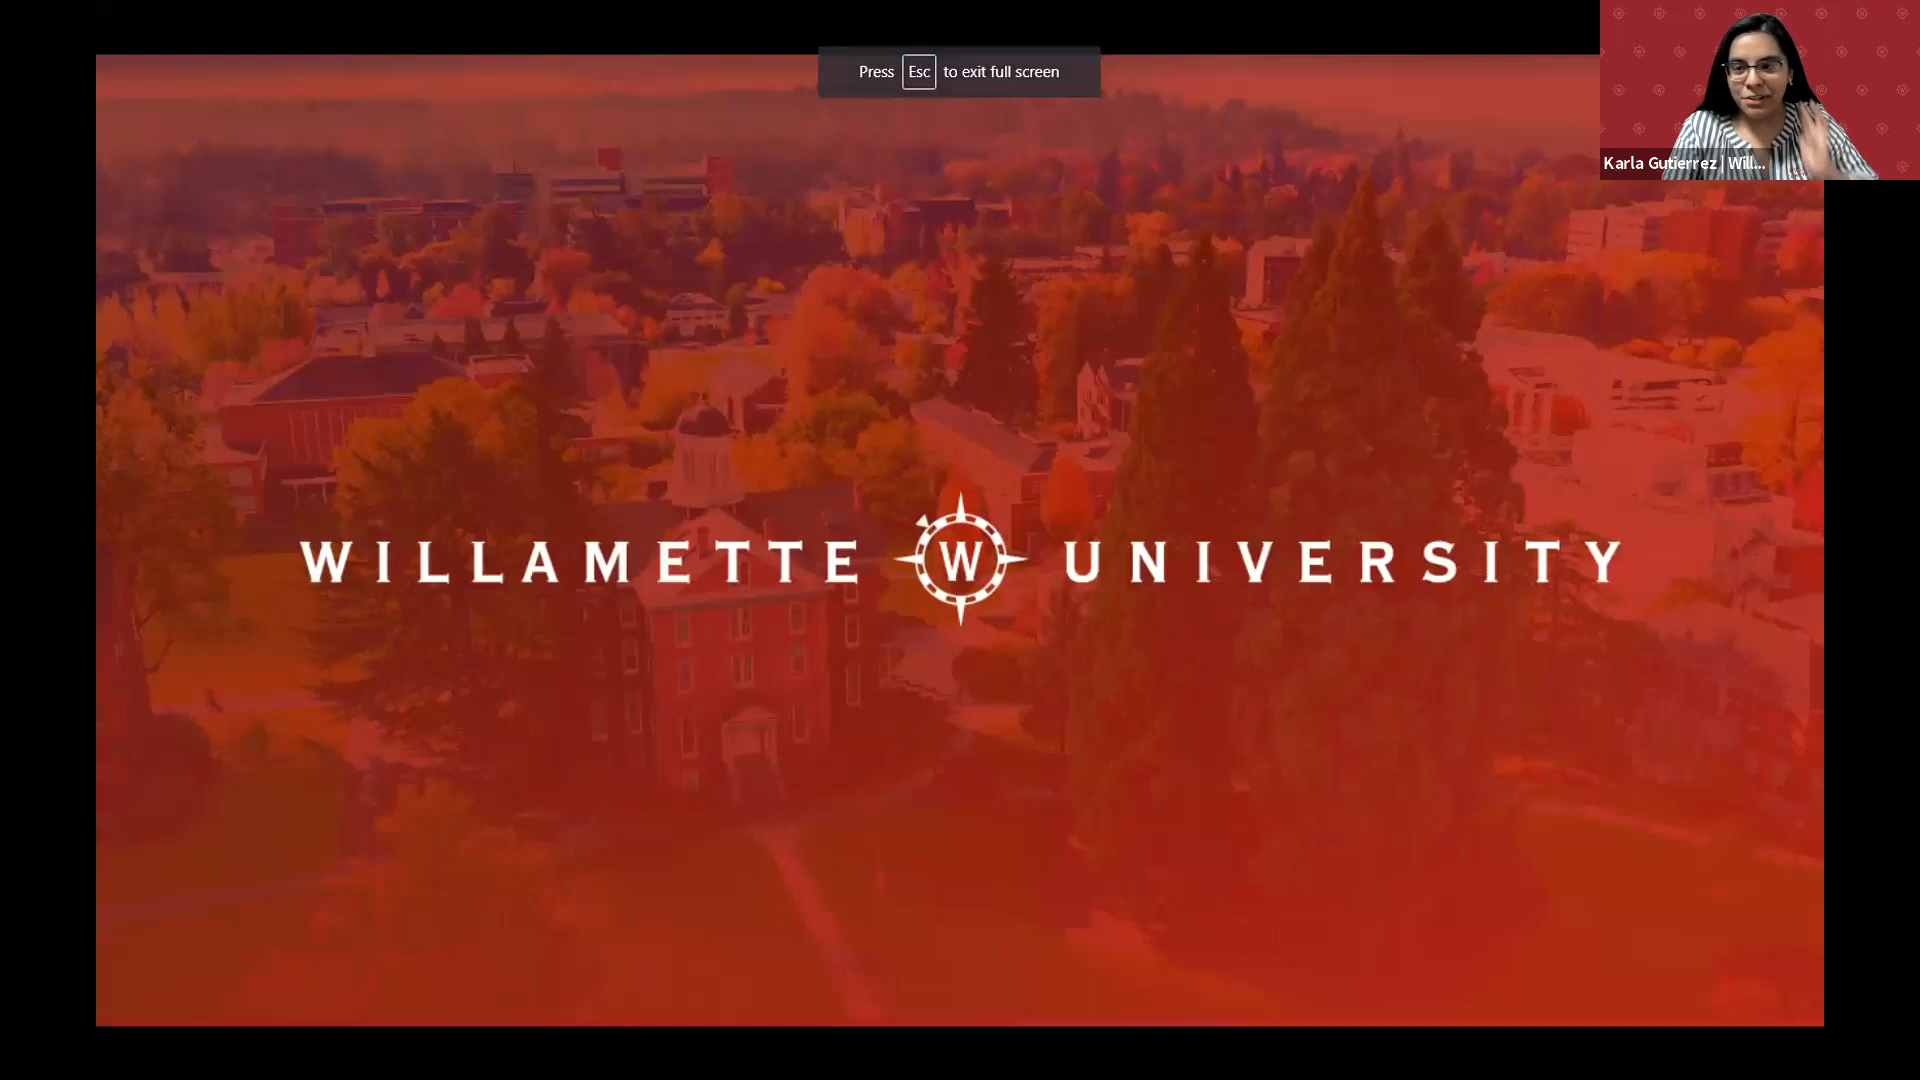 Press Esc to exit full screen
Karla Gutierrez | Will...
WILLAMETTE W UNIVERSITY